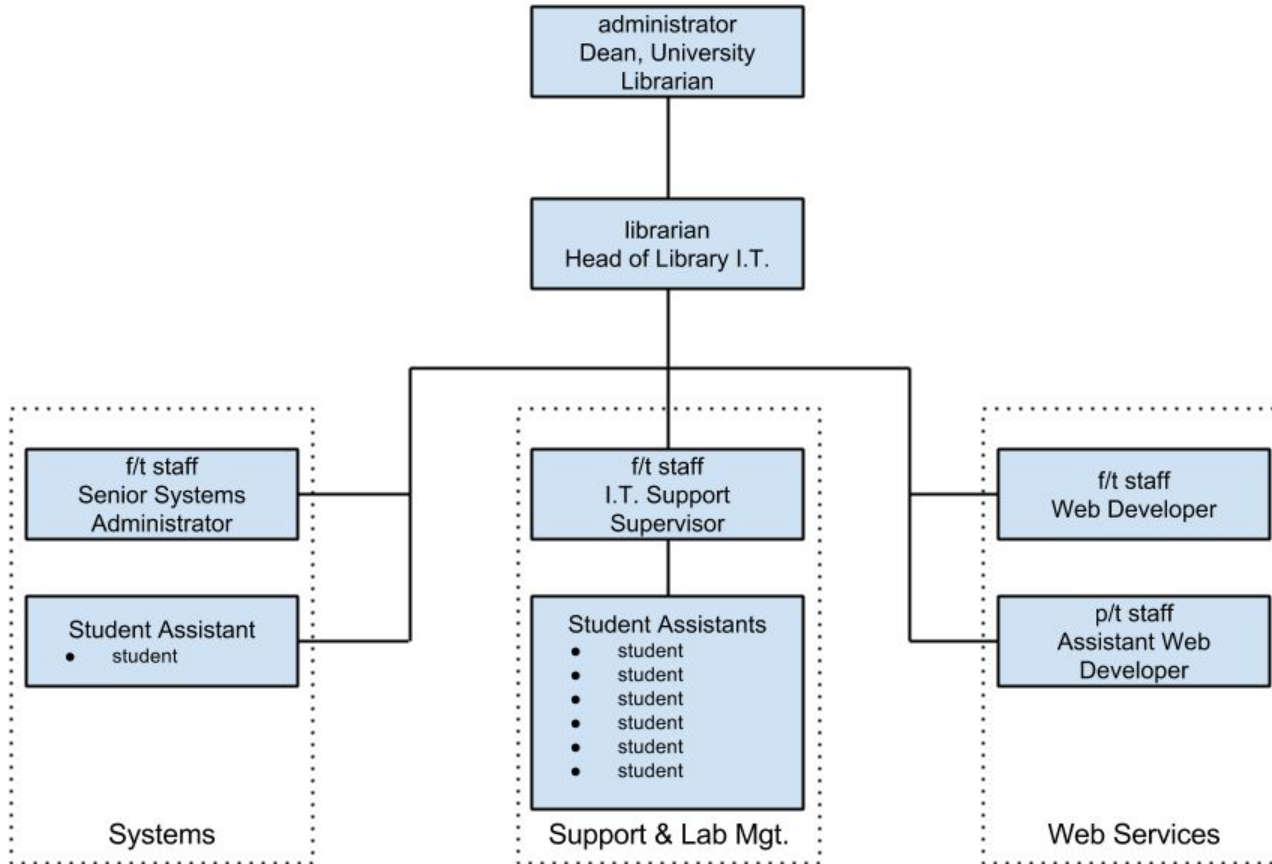 administrator
Dean, University
Librarian
librarian
Head of Library I.T.
f/t staff
Senior Systems
Administrator
Student Assistant
● student
Systems
f/t staff
I.T. Support
Supervisor
Student Assistants
● student
● student
● student
● student
● student
● student
Support & Lab Mgt.
f/t staff
Web Developer
p/t staff
Assistant Web
Developer
Web Services